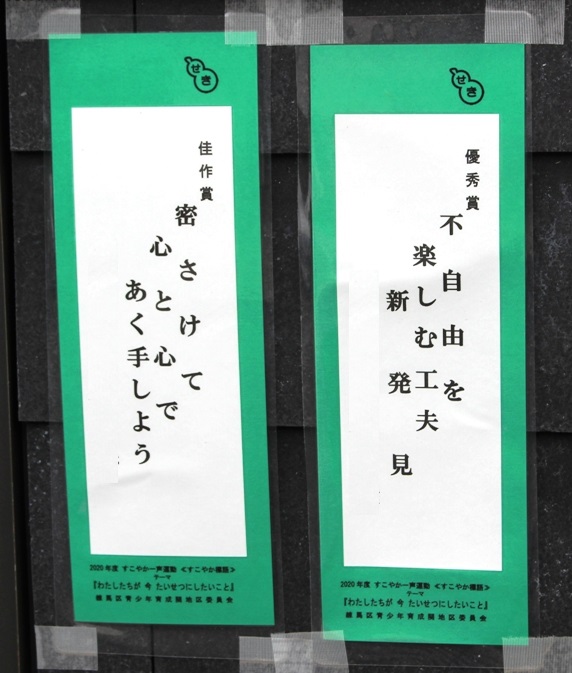 せき
優秀賞
不自由を
楽しむ工夫
新発見
2020年度 すこやか一声運動 ≪すこやか標語≫
テーマ
『わたしたちが 今 たいせつにしたいこと』
練馬区青少年育成関地区委員会
せき
佳作賞
密さけて
心と心で
あく手しよう
2020年度 すこやか一声運動 ≪すこやか標語≫
テーマ
『わたしたちが 今 たいせつにしたいこと』
練馬区青少年育成関地区委員会